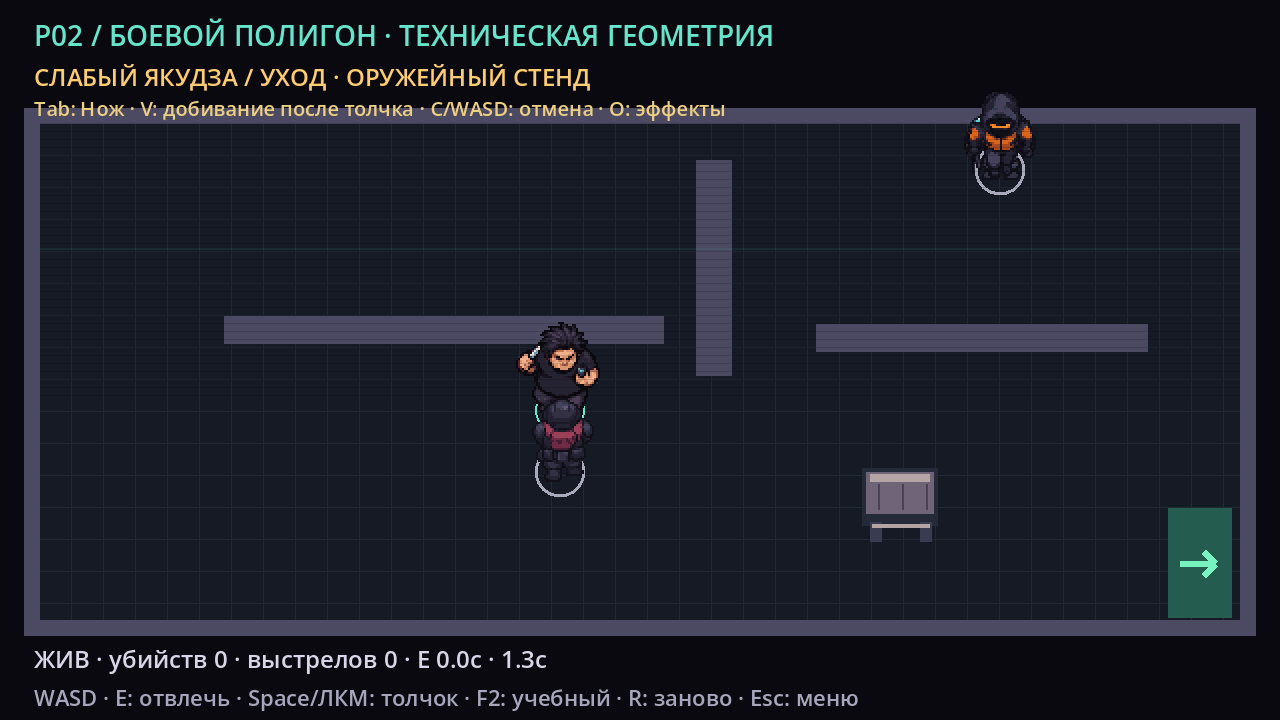 P02 / БОЕВОЙ ПОЛИГОН · ТЕХНИЧЕСКАЯ ГЕОМЕТРИЯ
СЛАБЫЙ ЯКУДЗА / УХОД · ОРУЖЕЙНЫЙ СТЕНД
Tab: Нож · V: добивание после толчка · C/WASD: отмена · O: эффекты
ЖИВ · убийств 0 · выстрелов 0 · E 0.0с · 1.3с
WASD · E: отвлечь · Space/ЛКМ: толчок · F2: учебный · R: заново · Esc: меню